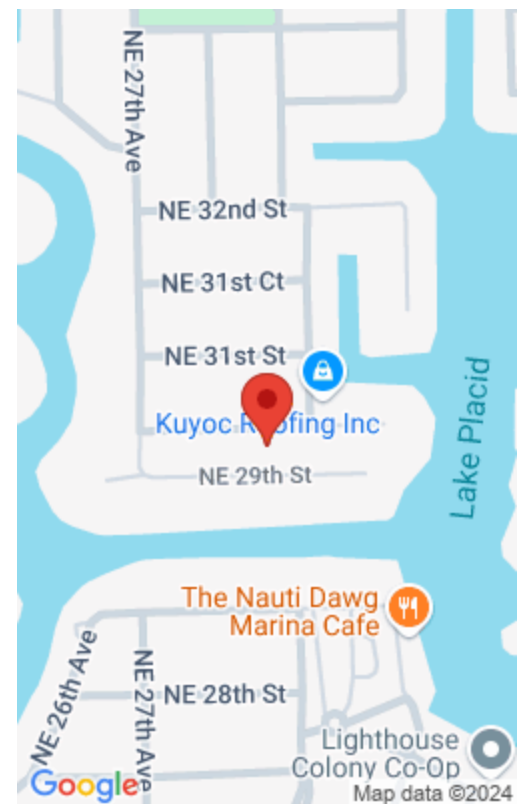 NE 27th Ave
NE 32nd St
NE 31st Ct
NE 31st St
Kuyoc Roofing Inc
NE 29th St
Lake Placid
The Nauti Dawg
Marina Cafe
NE 26th Ave
NE 27th Ave
NE 28th St
Lighthouse
Colony Co-Op
Google
Map data ©2024